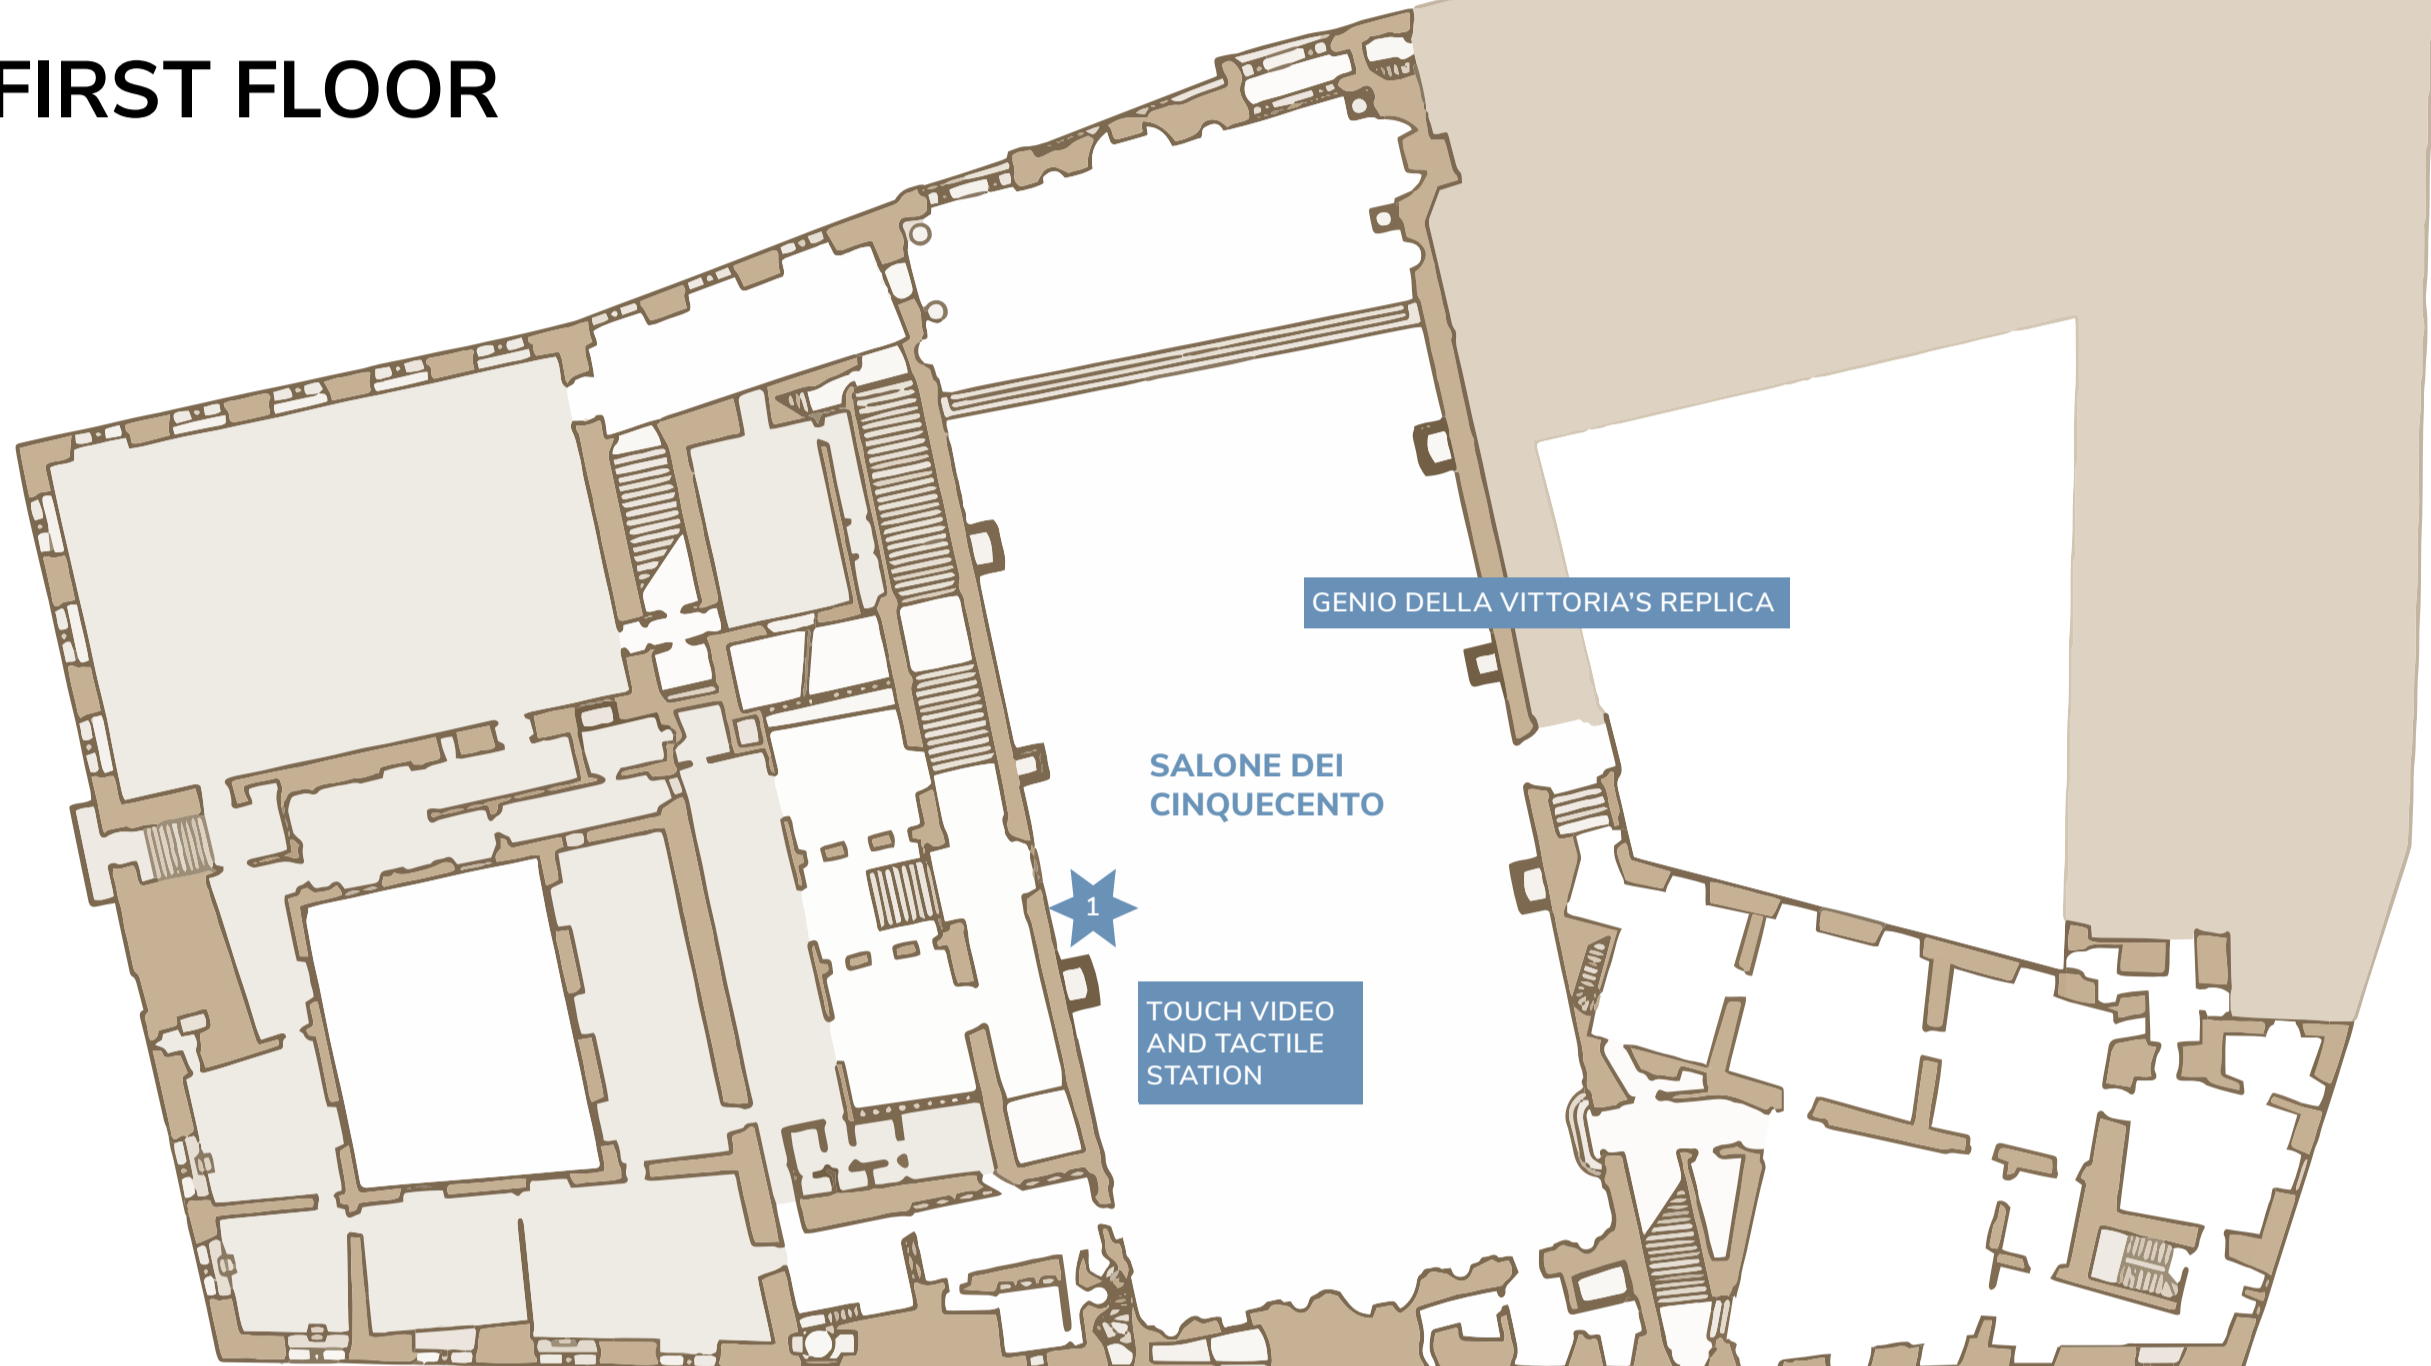 FIRST FLOOR
GENIO DELLA VITTORIA’S REPLICA
SALONE DEI
CINQUECENTO
1
TOUCH VIDEO
AND TACTILE
STATION